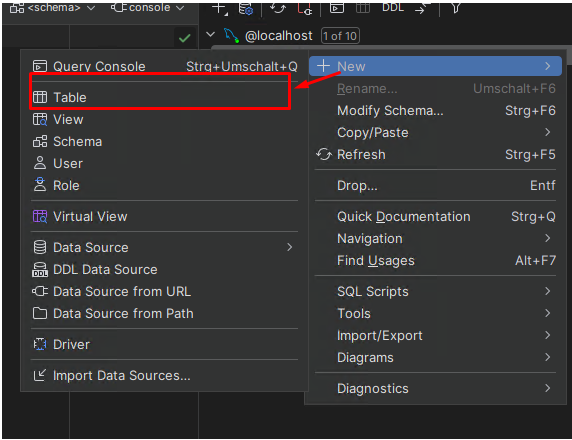 <schema>
console
DDL
@localhost 1 of 10
Query Console Strg+Umschalt+Q
Table
View
Schema
User
Role
Virtual View
Data Source
DDL Data Source
Data Source from URL
Data Source from Path
Driver
Import Data Sources...
New
Rename... Umschalt+F6
Modify Schema... Strg+F6
Copy/Paste
Refresh Strg+F5
Drop... Entf
Quick Documentation Strg+Q
Navigation
Find Usages Alt+F7
SQL Scripts
Tools
Import/Export
Diagrams
Diagnostics
DDL